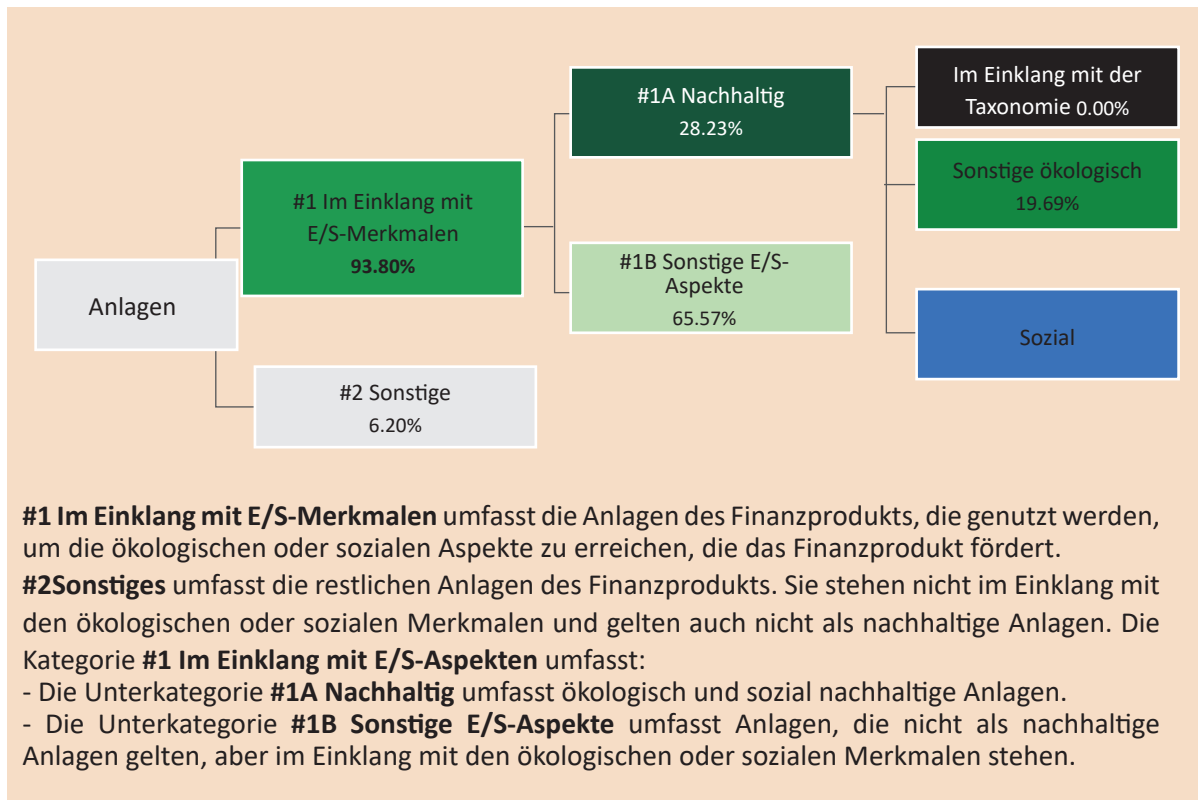 Anlagen
#1 Im Einklang mit
E/S-Merkmalen
93.80%
#2 Sonstige
6.20%
#1A Nachhaltig
28.23%
#1B Sonstige E/S-
Aspekte
65.57%
Im Einklang mit der
Taxonomie 0.00%
Sonstige ökologisch
19.69%
Sozial
#1 Im Einklang mit E/S-Merkmalen umfasst die Anlagen des Finanzprodukts, die genutzt werden,
um die ökologischen oder sozialen Aspekte zu erreichen, die das Finanzprodukt fördert.
#2Sonstiges umfasst die restlichen Anlagen des Finanzprodukts. Sie stehen nicht im Einklang mit
den ökologischen oder sozialen Merkmalen und gelten auch nicht als nachhaltige Anlagen. Die
Kategorie #1 Im Einklang mit E/S-Aspekten umfasst:
- Die Unterkategorie #1A Nachhaltig umfasst ökologisch und sozial nachhaltige Anlagen.
- Die Unterkategorie #1B Sonstige E/S-Aspekte umfasst Anlagen, die nicht als nachhaltige
Anlagen gelten, aber im Einklang mit den ökologischen oder sozialen Merkmalen stehen.